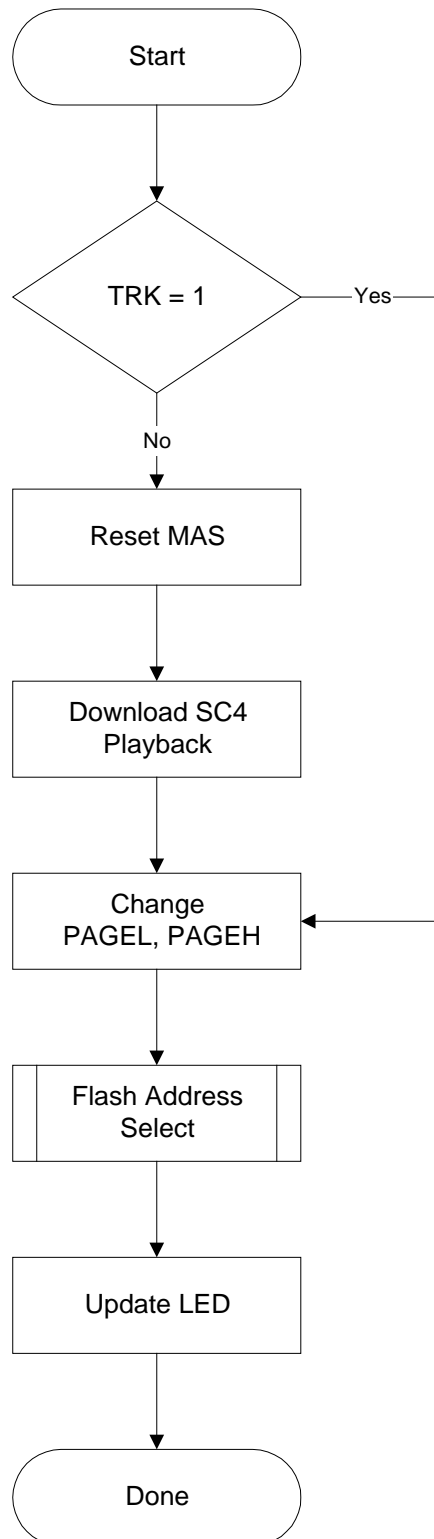 Start
TRK = 1
Yes
No
Reset MAS
Download SC4
Playback
Change
PAGEL, PAGEH
Flash Address
Select
Update LED
Done